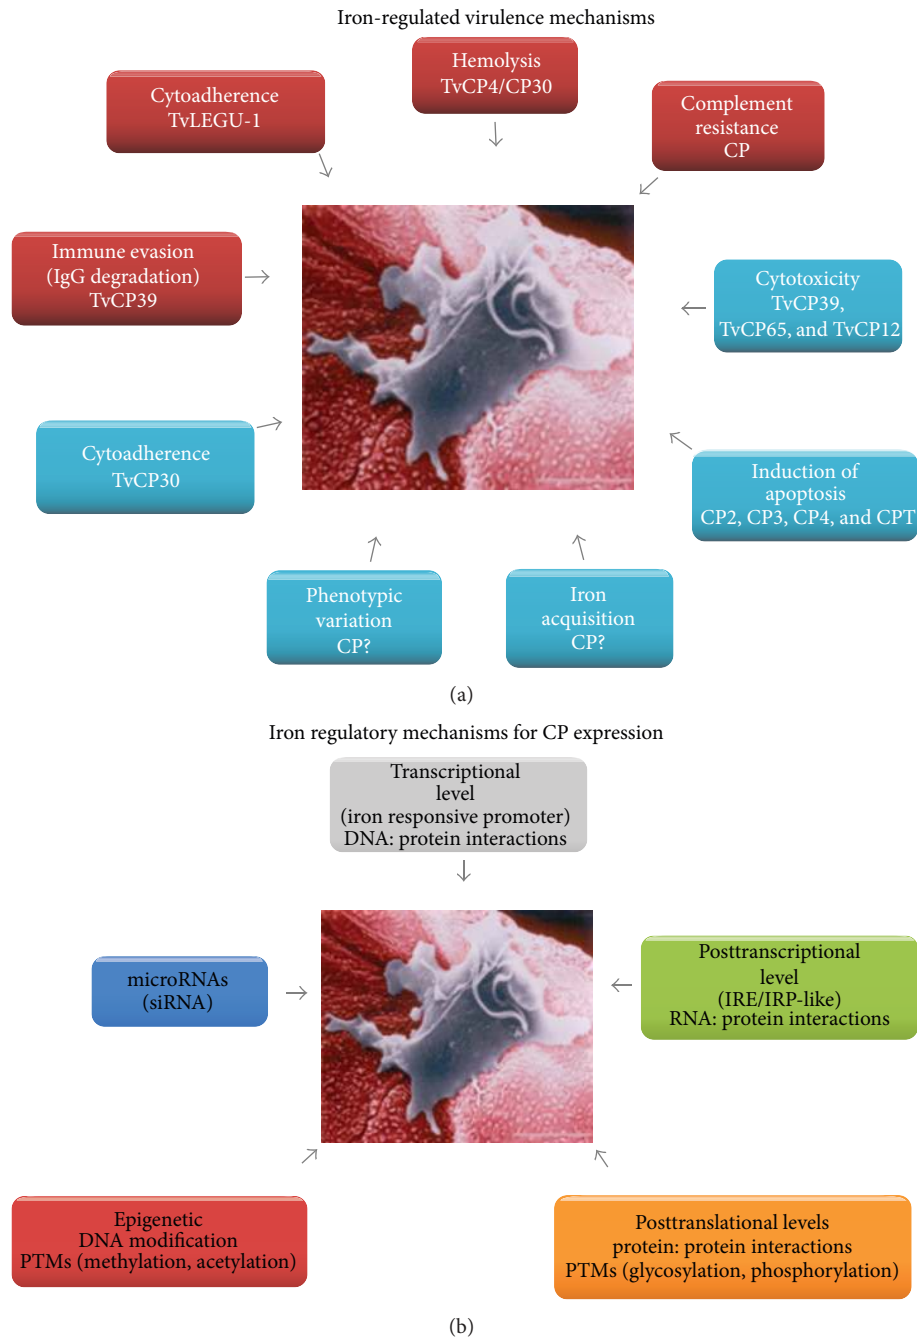 Iron-regulated virulence mechanisms
Hemolysis
TvCP4/CP30
Cytoadherence
TvLEGU-1
Complement
resistance
CP
Immune evasion
(IgG degradation)
TvCP39
Cytotoxicity
TvCP39,
TvCP65, and TvCP12
Cytoadherence
TvCP30
Induction of
apoptosis
CP2, CP3, CP4, and CPT
Phenotypic
variation
CP?
Iron
acquisition
CP?
(a)
Iron regulatory mechanisms for CP expression
Transcriptional
level
(iron responsive promoter)
DNA: protein interactions
microRNAs
(siRNA)
Posttranscriptional
level
(IRE/IRP-like)
RNA: protein interactions
Epigenetic
DNA modification
PTMs (methylation, acetylation)
Posttranslational levels
protein: protein interactions
PTMs (glycosylation, phosphorylation)
(b)